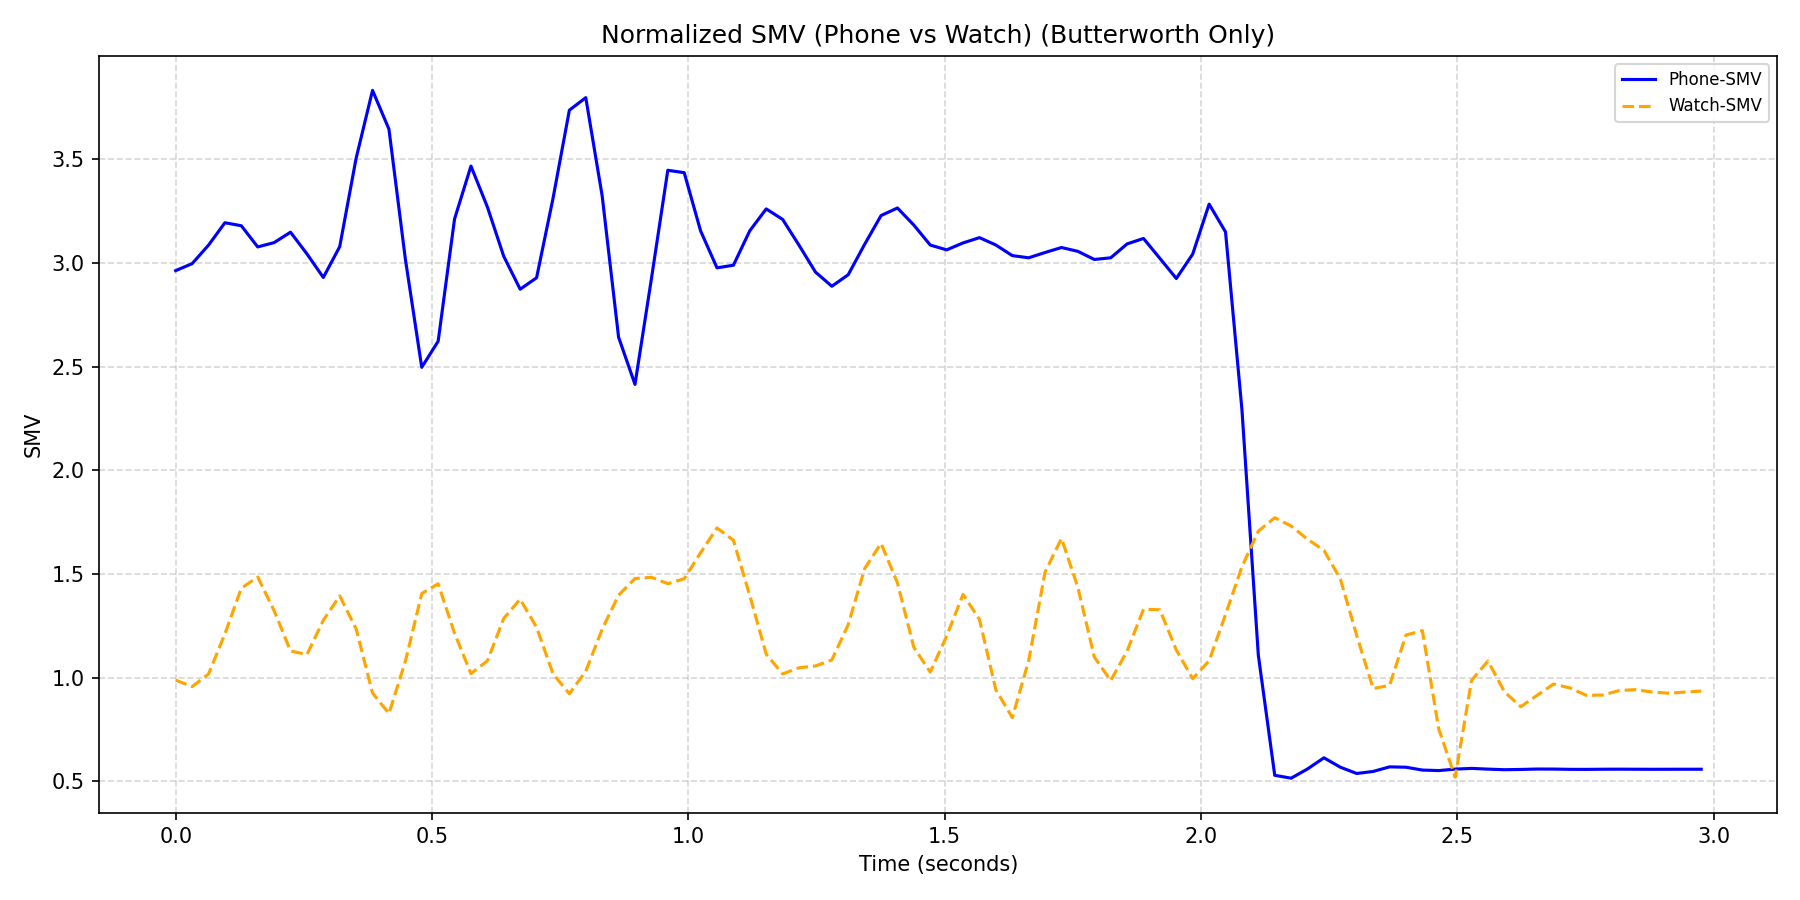 Normalized SMV (Phone vs Watch) (Butterworth Only)
Phone-SMV
Watch-SMV
3.5
3.0
2.5
2.0
1.5
1.0
0.5
SMV
0.0 0.5 1.0 1.5 2.0 2.5 3.0
Time (seconds)